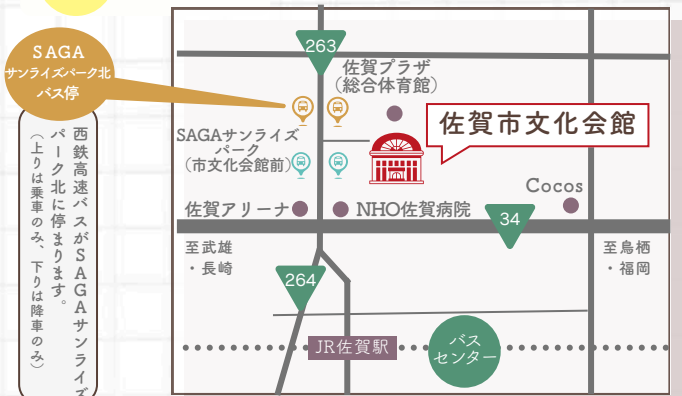 SAGA
サンライズパーク北
バス停
西鉄高速バスがSAGAサンライズ
パーク北に停まります。
（上りは乗車のみ、下りは降車のみ）
263
佐賀プラザ
（総合体育館）
佐賀市文化会館
SAGAサンライズ
パーク
（市文化会館前）
Cocos
佐賀アリーナ
NHO佐賀病院
34
至武雄
・長崎
至鳥栖
・福岡
264
JR佐賀駅
バス
センター